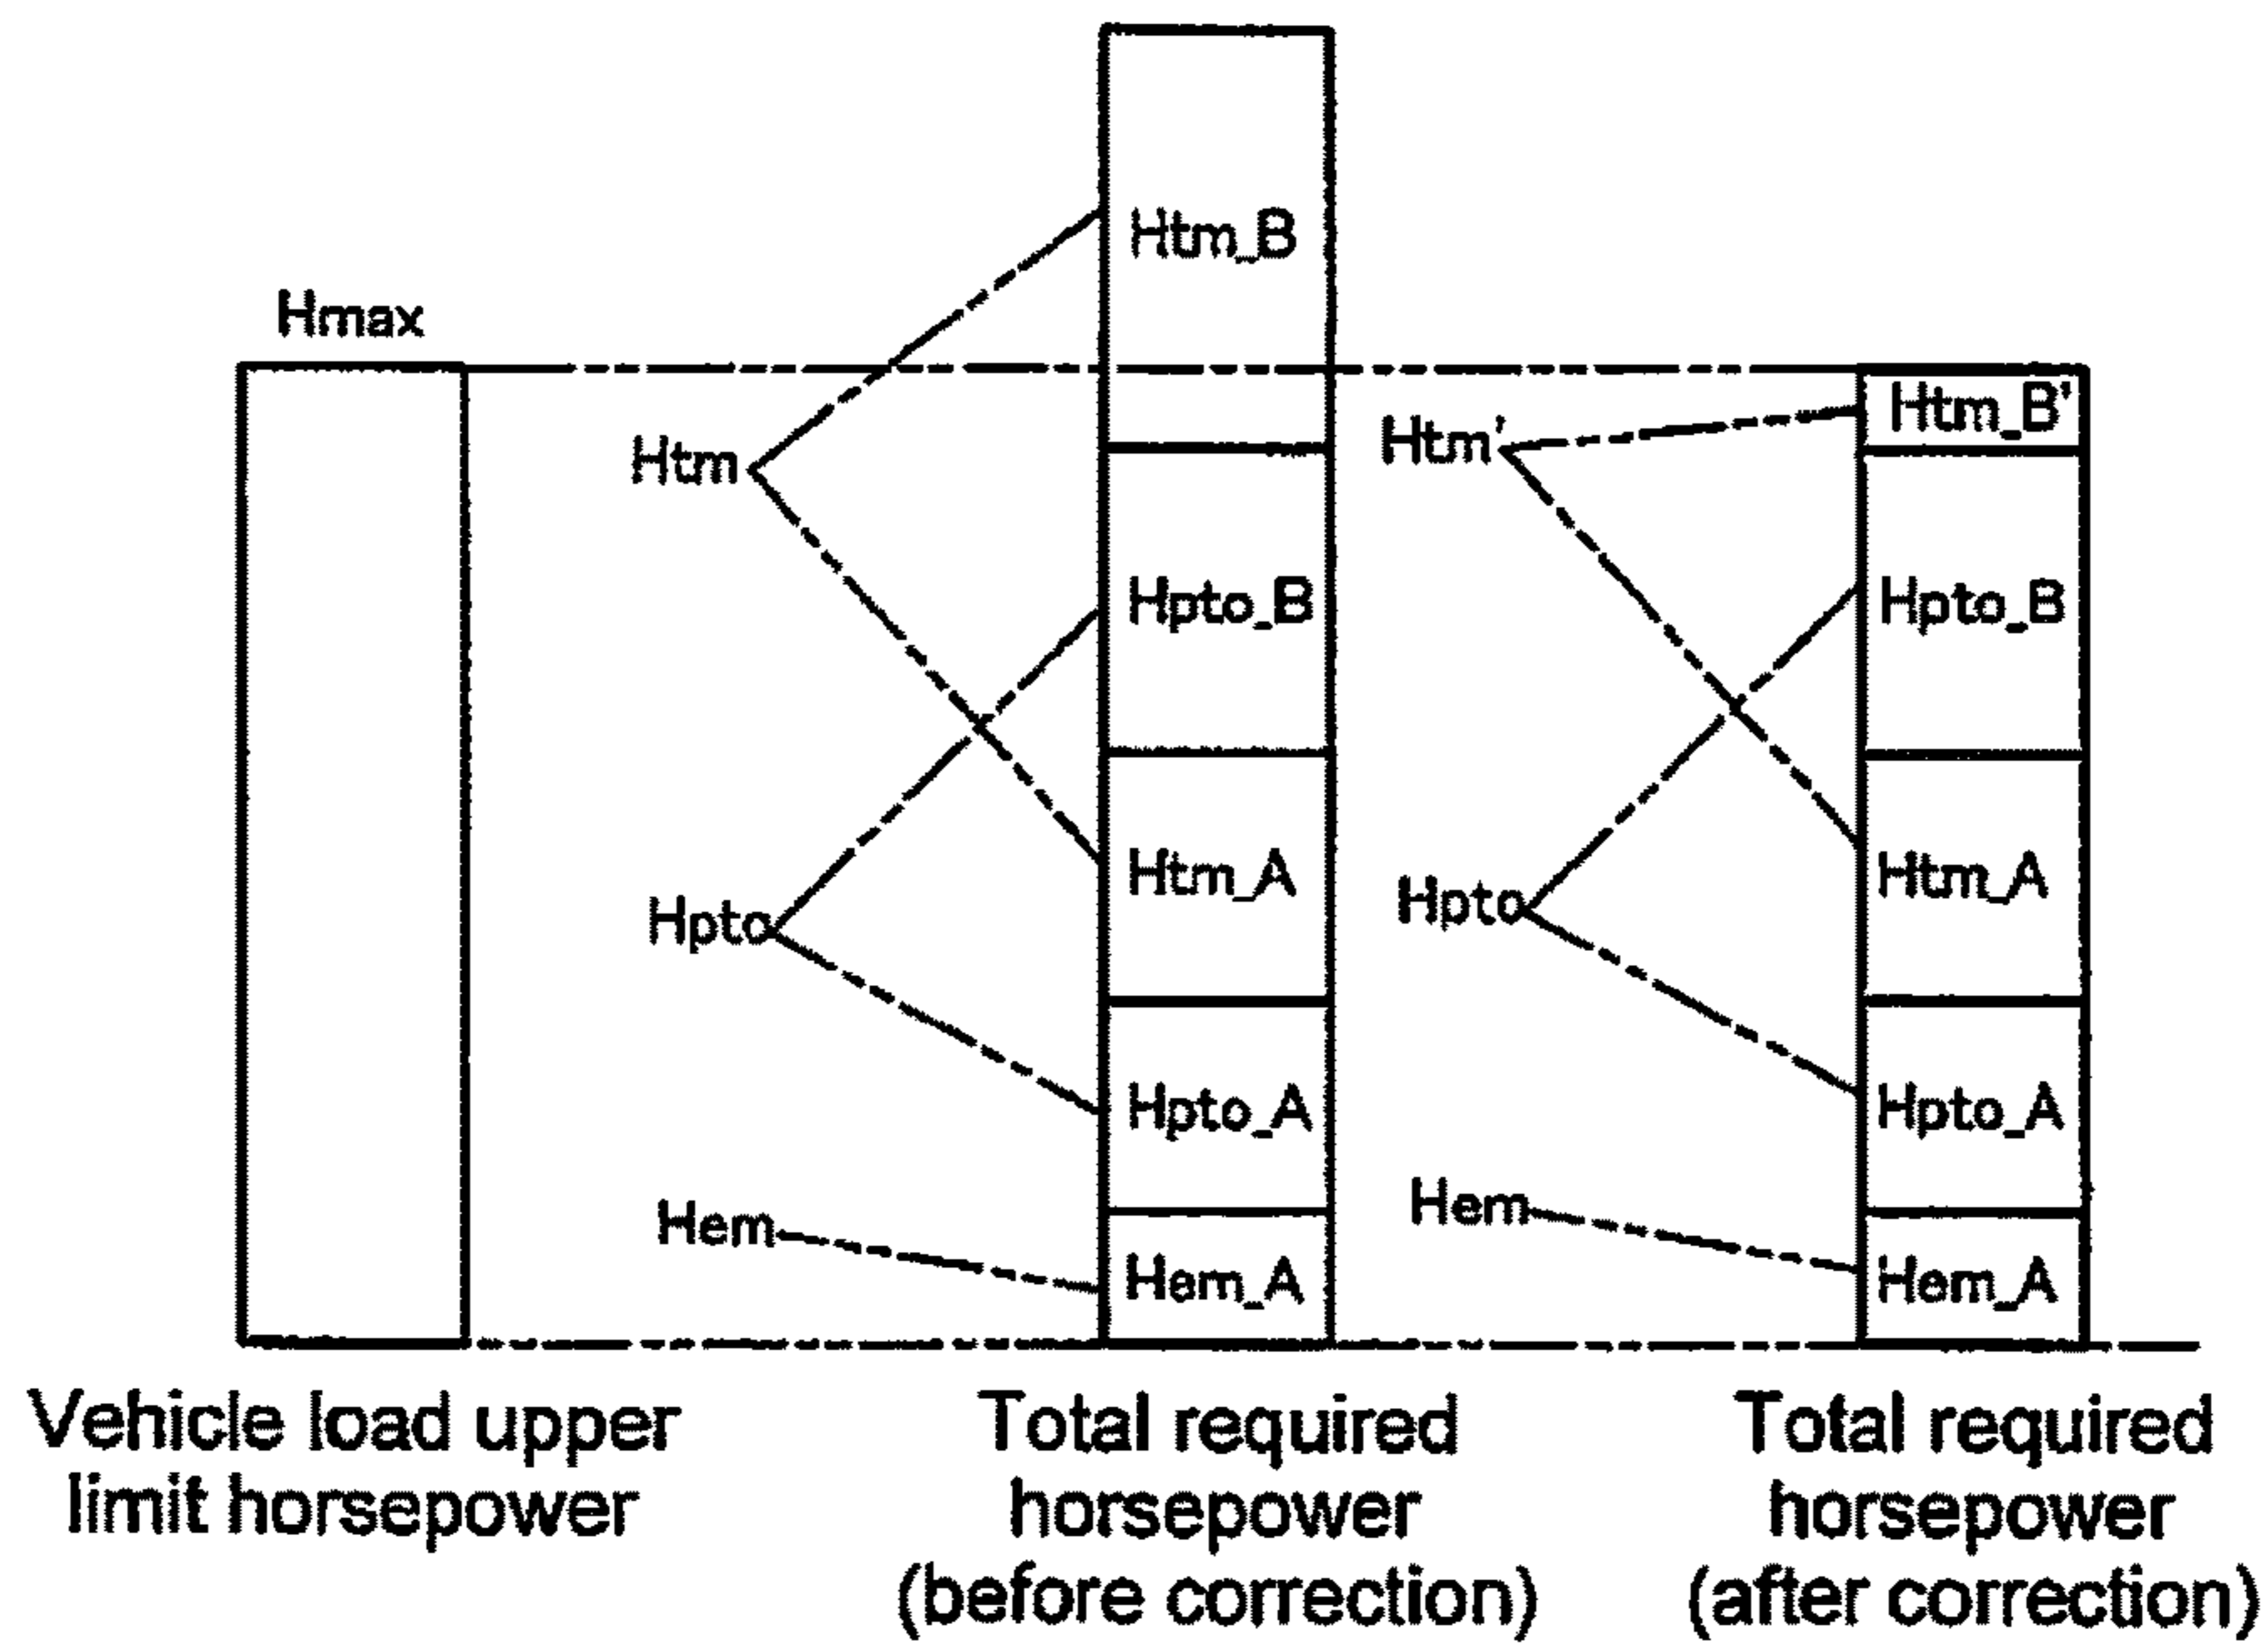 Hmax
Htm
Hpto
Hem
Htm_B
Hpto_B
Htm_A
Hpto_A
Hem_A
Htm'
Hpto
Hem
Htm_B'
Hpto_B
Htm_A
Hpto_A
Hem_A
Vehicle load upper
limit horsepower
Total required
horsepower
(before correction)
Total required
horsepower
(after correction)